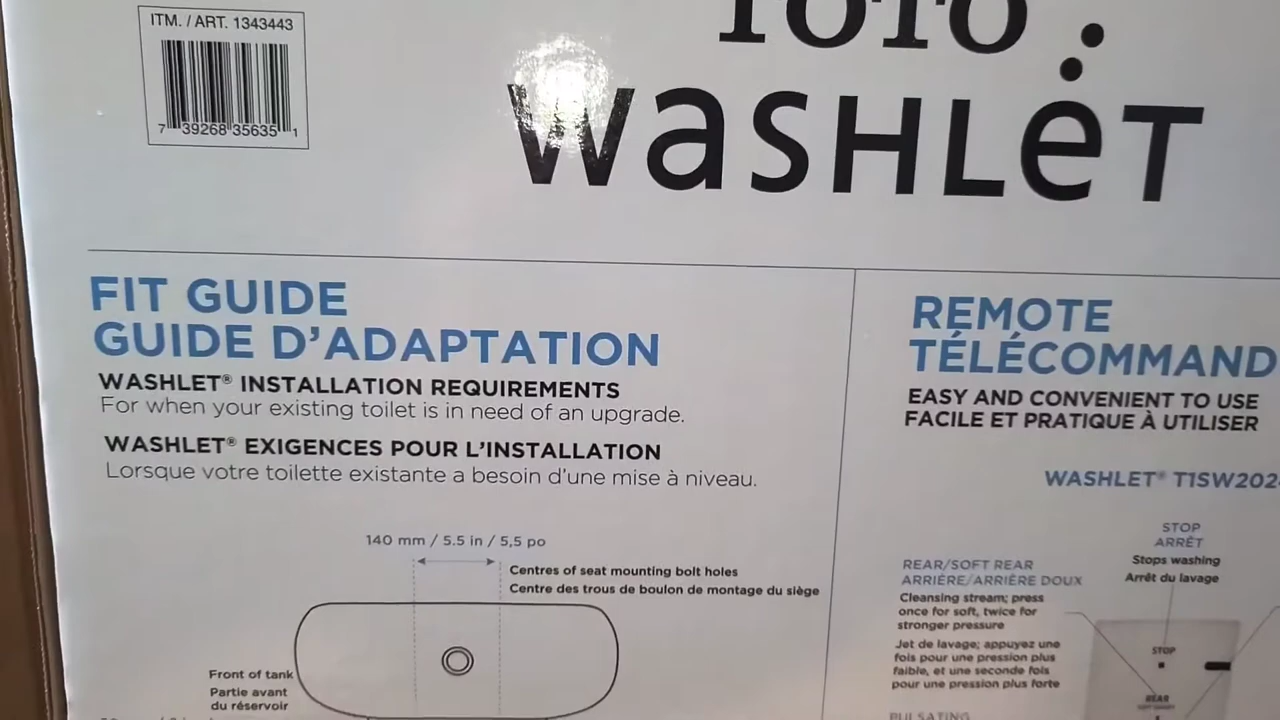 ITM. / ART. 1343443
7 39268 35635 1
TOTO
WASHLET
FIT GUIDE
GUIDE D'ADAPTATION
WASHLET® INSTALLATION REQUIREMENTS
For when your existing toilet is in need of an upgrade.
WASHLET® EXIGENCES POUR L'INSTALLATION
Lorsque votre toilette existante a besoin d'une mise à niveau.
140 mm / 5.5 in / 5,5 po
Centres of seat mounting bolt holes
Centre des trous de boulon de montage du siège
Front of tank
Partie avant
du réservoir
REMOTE
TÉLÉCOMMAND
EASY AND CONVENIENT TO USE
FACILE ET PRATIQUE À UTILISER
WASHLET® T1SW202
STOP
ARRÊT
Stops washing
Arrêt du lavage
REAR/SOFT REAR
ARRIÈRE/ARRIÈRE DOUX
Cleansing stream; press
once for soft, twice for
stronger pressure
Jet de lavage; appuyez une
fois pour une pression plus
faible, et une seconde fois
pour une pression plus forte
STOP
REAR
PULSATING